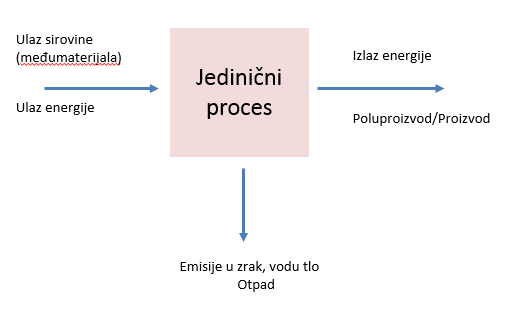 Ulaz sirovine
(međumaterijala)
Ulaz energije
Jedinični
proces
Izlaz energije
Poluproizvod/Proizvod
Emisije u zrak, vodu tlo
Otpad